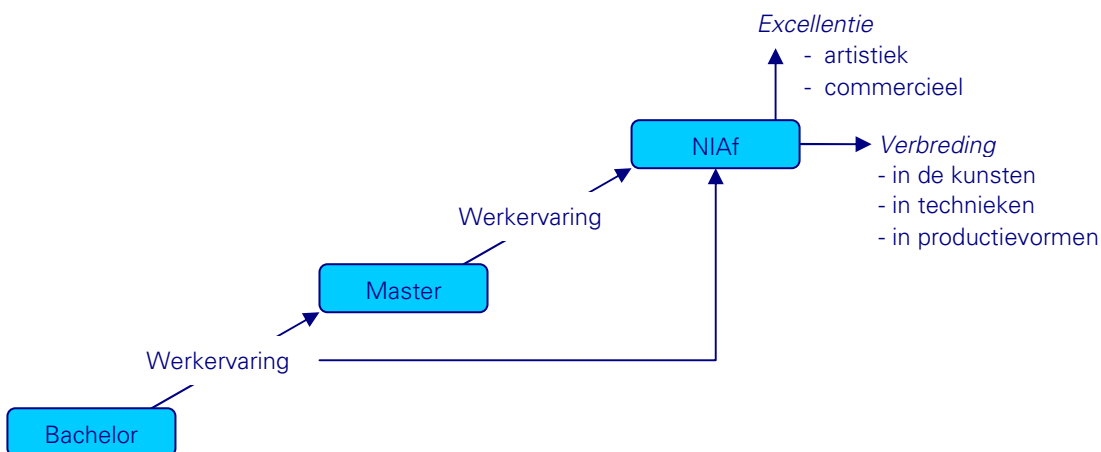 Excellentie
- artistiek
- commercieel
NIAf
Verbreding
- in de kunsten
- in technieken
- in productievormen
Werkervaring
Master
Werkervaring
Bachelor